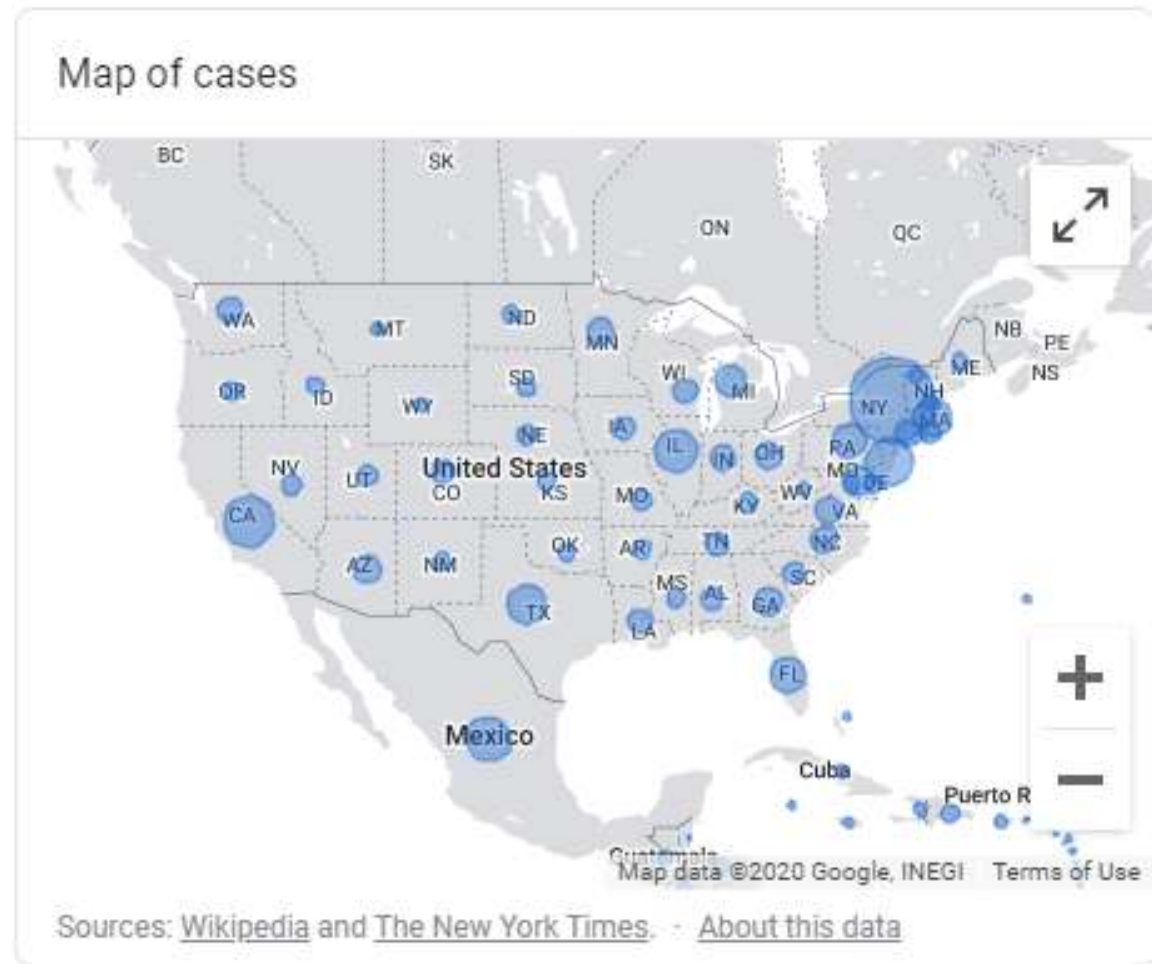 Map of cases
BC
SK
ON
QC
WA
MT
ND
MN
NB
PE
ME
NS
OR
ID
SD
WI
MI
NH
WY
NY
MA
IA
NE
IL
IN
OH
PA
NV
UT
United States
CO
KS
MO
KY
WV
MD
DE
VA
CA
AZ
NM
OK
AR
TN
NC
SC
MS
AL
GA
TX
LA
FL
Mexico
Cuba
Puerto R
Guatemala
Map data ©2020 Google, INEGI Terms of Use
Sources: Wikipedia and The New York Times. · About this data